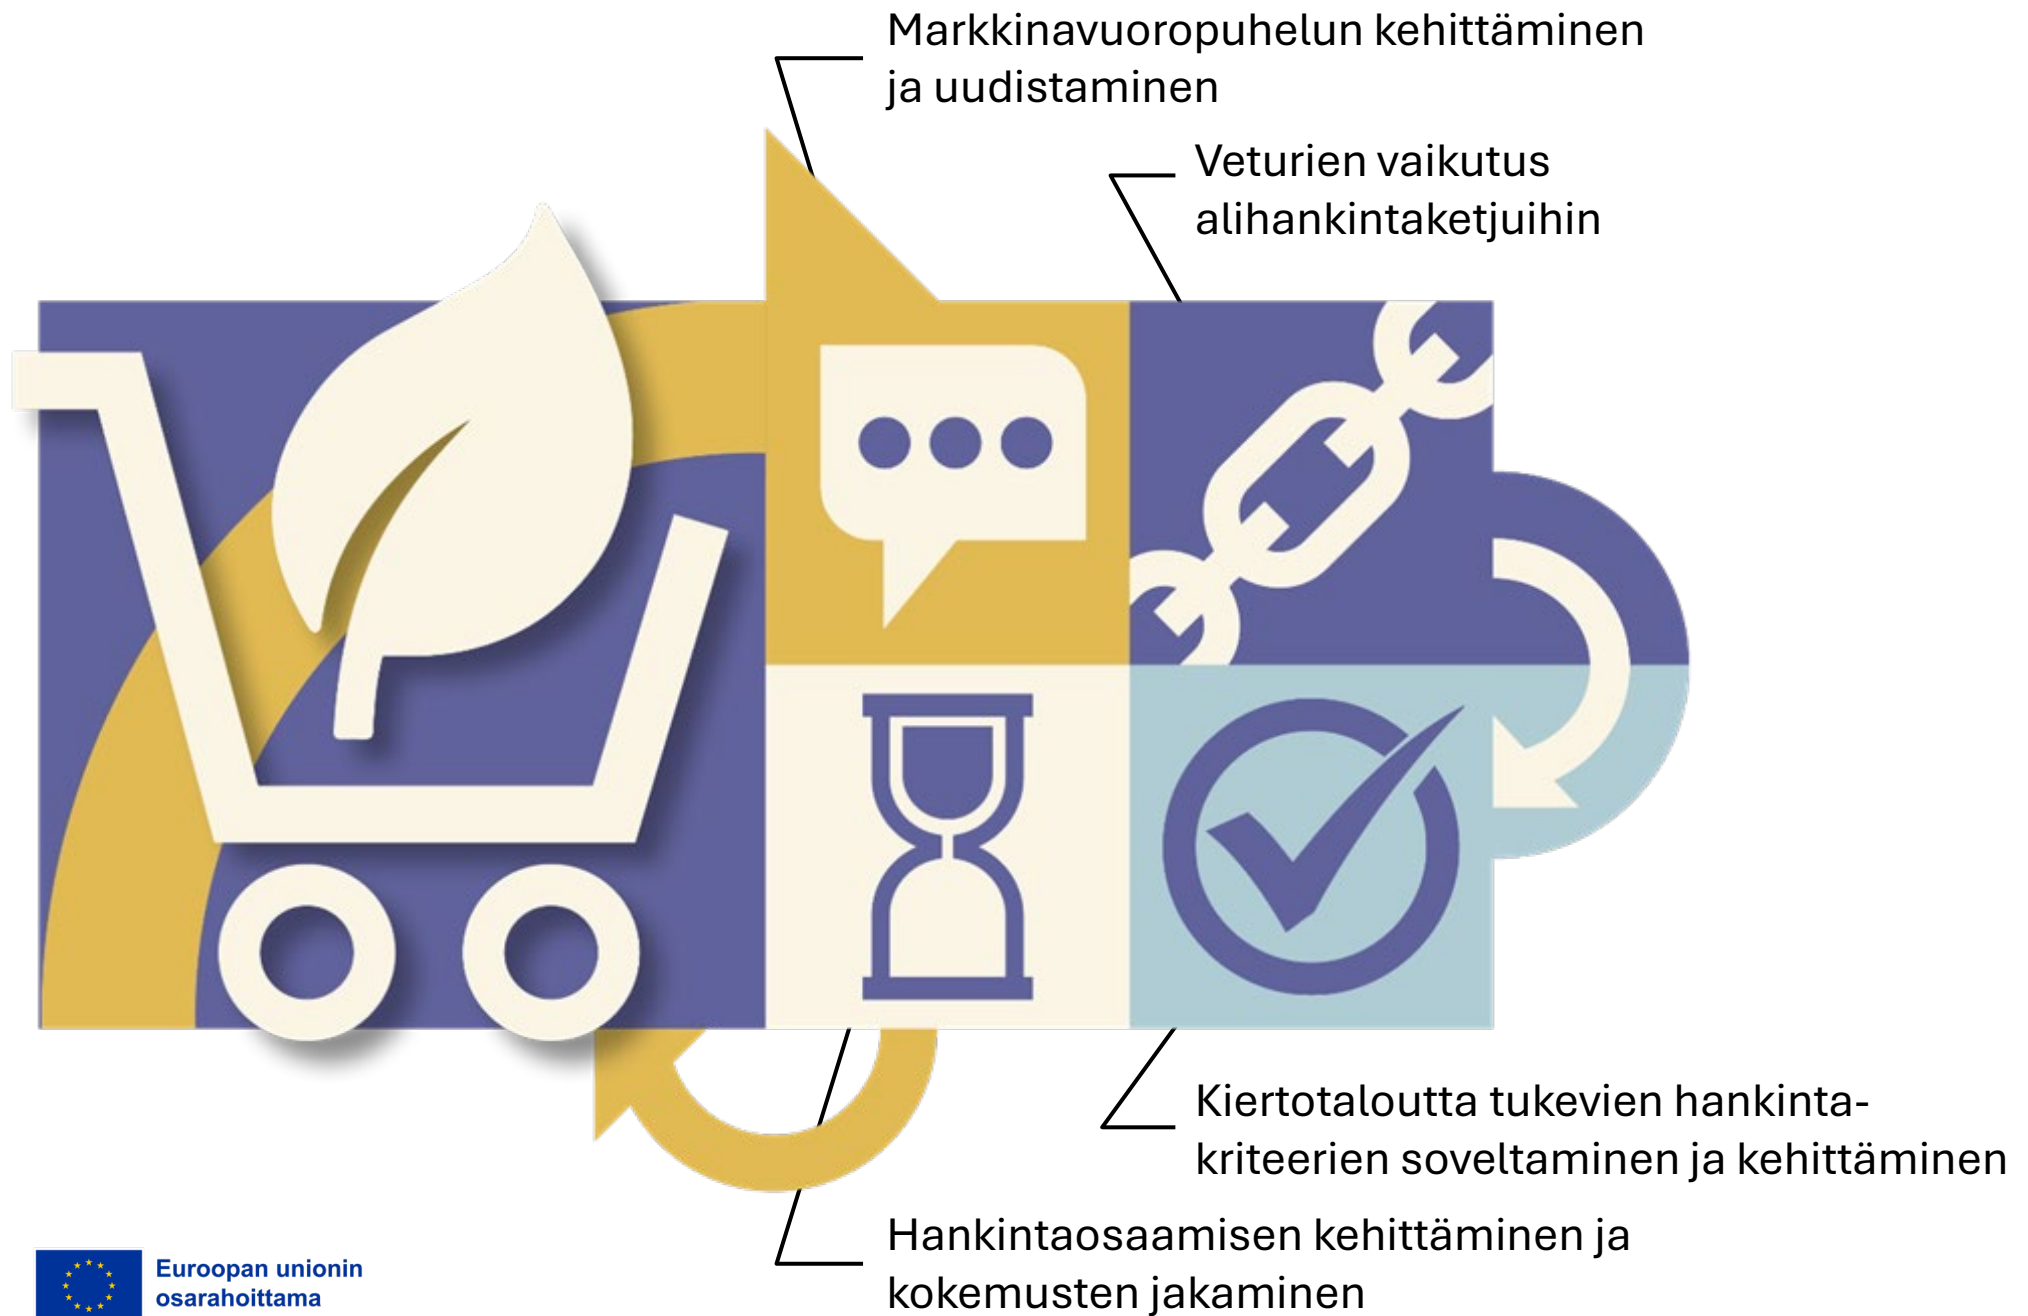 Markkinavuoropuhelun kehittäminen
ja uudistaminen
Veturien vaikutus
alihankintaketjuihin
Kiertotaloutta tukevien hankinta-
kriteerien soveltaminen ja kehittäminen
Hankintaosaamisen kehittäminen ja
kokemusten jakaminen
Euroopan unionin
osarahoittama